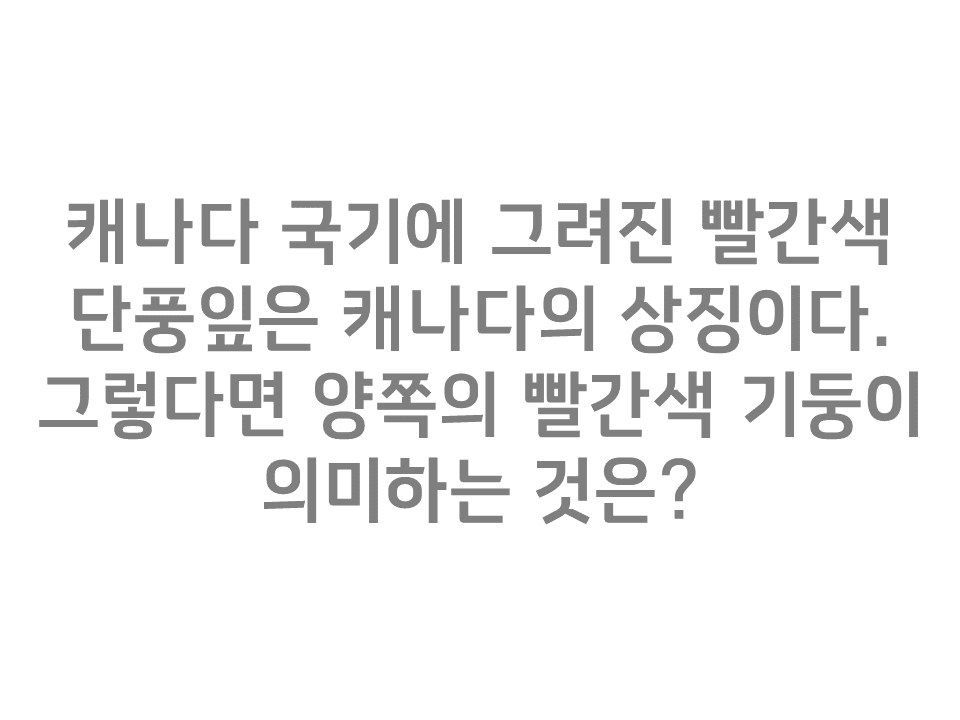 캐나다 국기에 그려진 빨간색
단풍잎은 캐나다의 상징이다.
그렇다면 양쪽의 빨간색 기둥이
의미하는 것은?